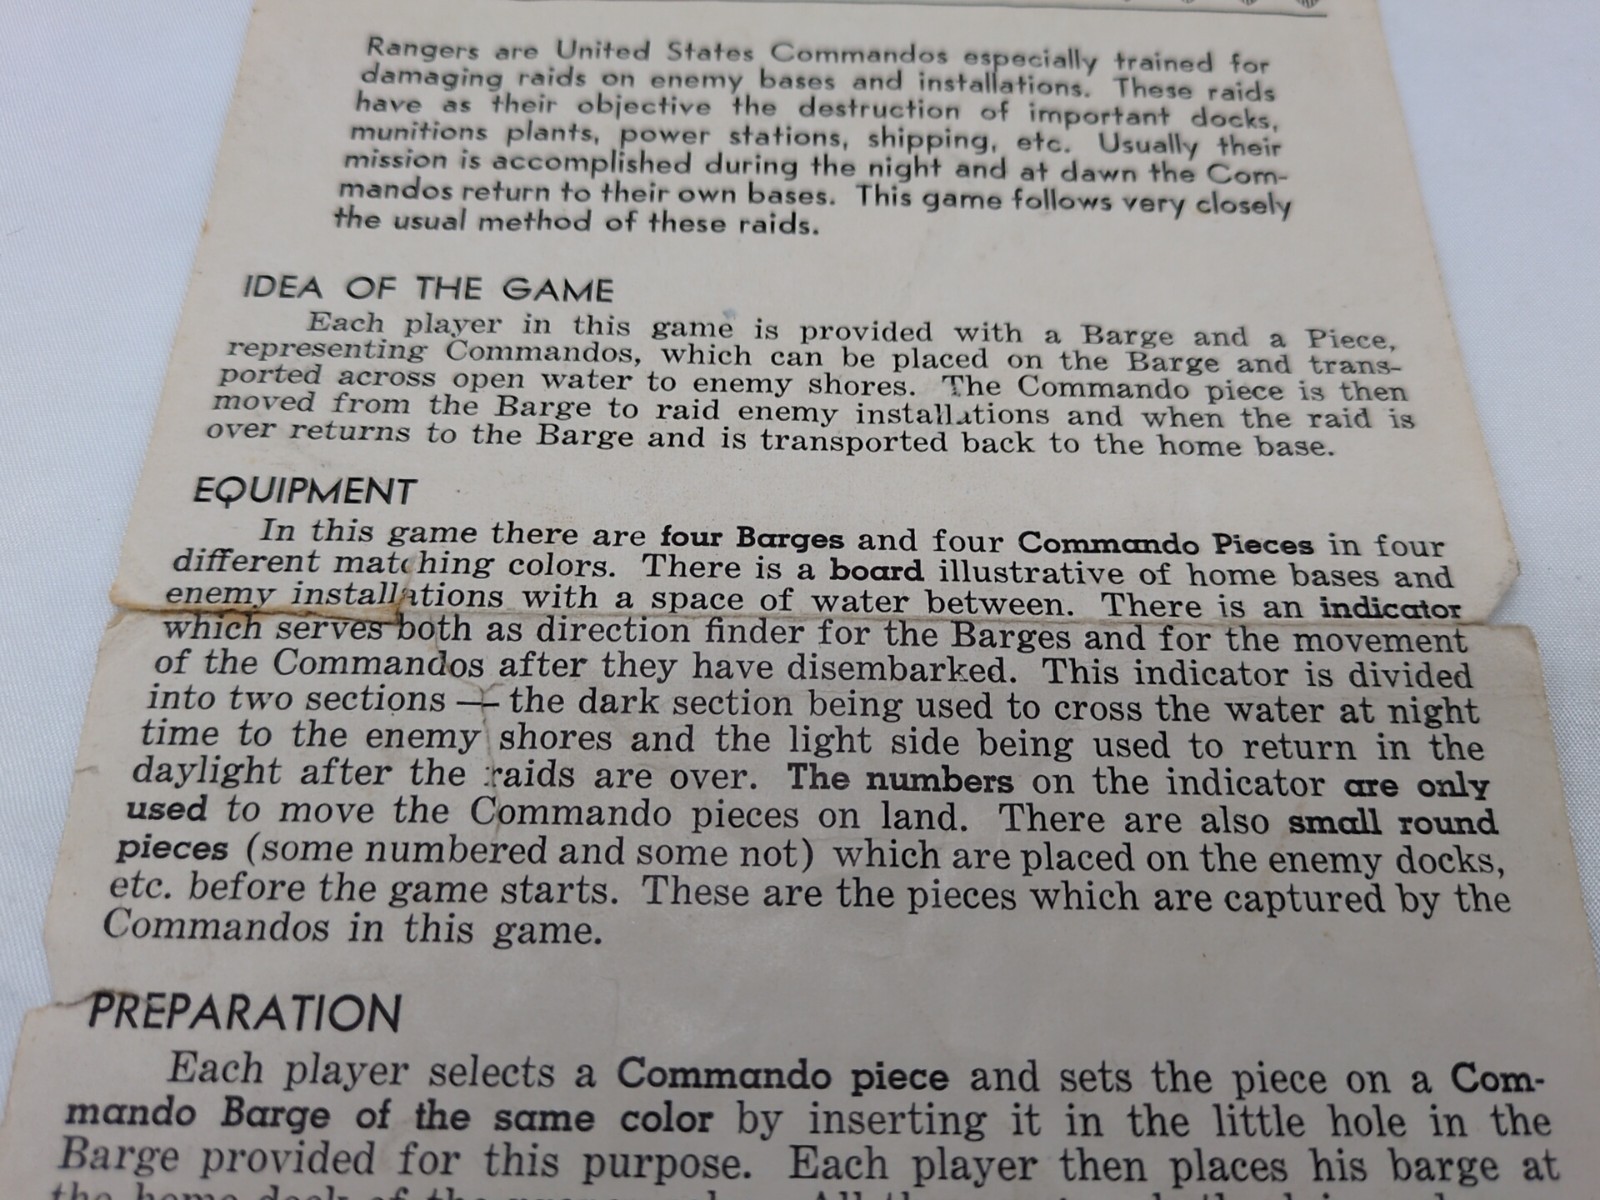 Rangers are United States Commandos especially trained for
damaging raids on enemy bases and installations. These raids
have as their objective the destruction of important docks,
munitions plants, power stations, shipping, etc. Usually their
mission is accomplished during the night and at dawn the Com-
mandos return to their own bases. This game follows very closely
the usual method of these raids.
IDEA OF THE GAME
Each player in this game is provided with a Barge and a Piece,
representing Commandos, which can be placed on the Barge and trans-
ported across open water to enemy shores. The Commando piece is then
moved from the Barge to raid enemy installations and when the raid is
over returns to the Barge and is transported back to the home base.
EQUIPMENT
In this game there are four Barges and four Commando Pieces in four
different matching colors. There is a board illustrative of home bases and
enemy installations with a space of water between. There is an indicator
which serves both as direction finder for the Barges and for the movement
of the Commandos after they have disembarked. This indicator is divided
into two sections — the dark section being used to cross the water at night
time to the enemy shores and the light side being used to return in the
daylight after the raids are over. The numbers on the indicator are only
used to move the Commando pieces on land. There are also small round
pieces (some numbered and some not) which are placed on the enemy docks,
etc. before the game starts. These are the pieces which are captured by the
Commandos in this game.
PREPARATION
Each player selects a Commando piece and sets the piece on a Com-
mando Barge of the same color by inserting it in the little hole in the
Barge provided for this purpose. Each player then places his barge at